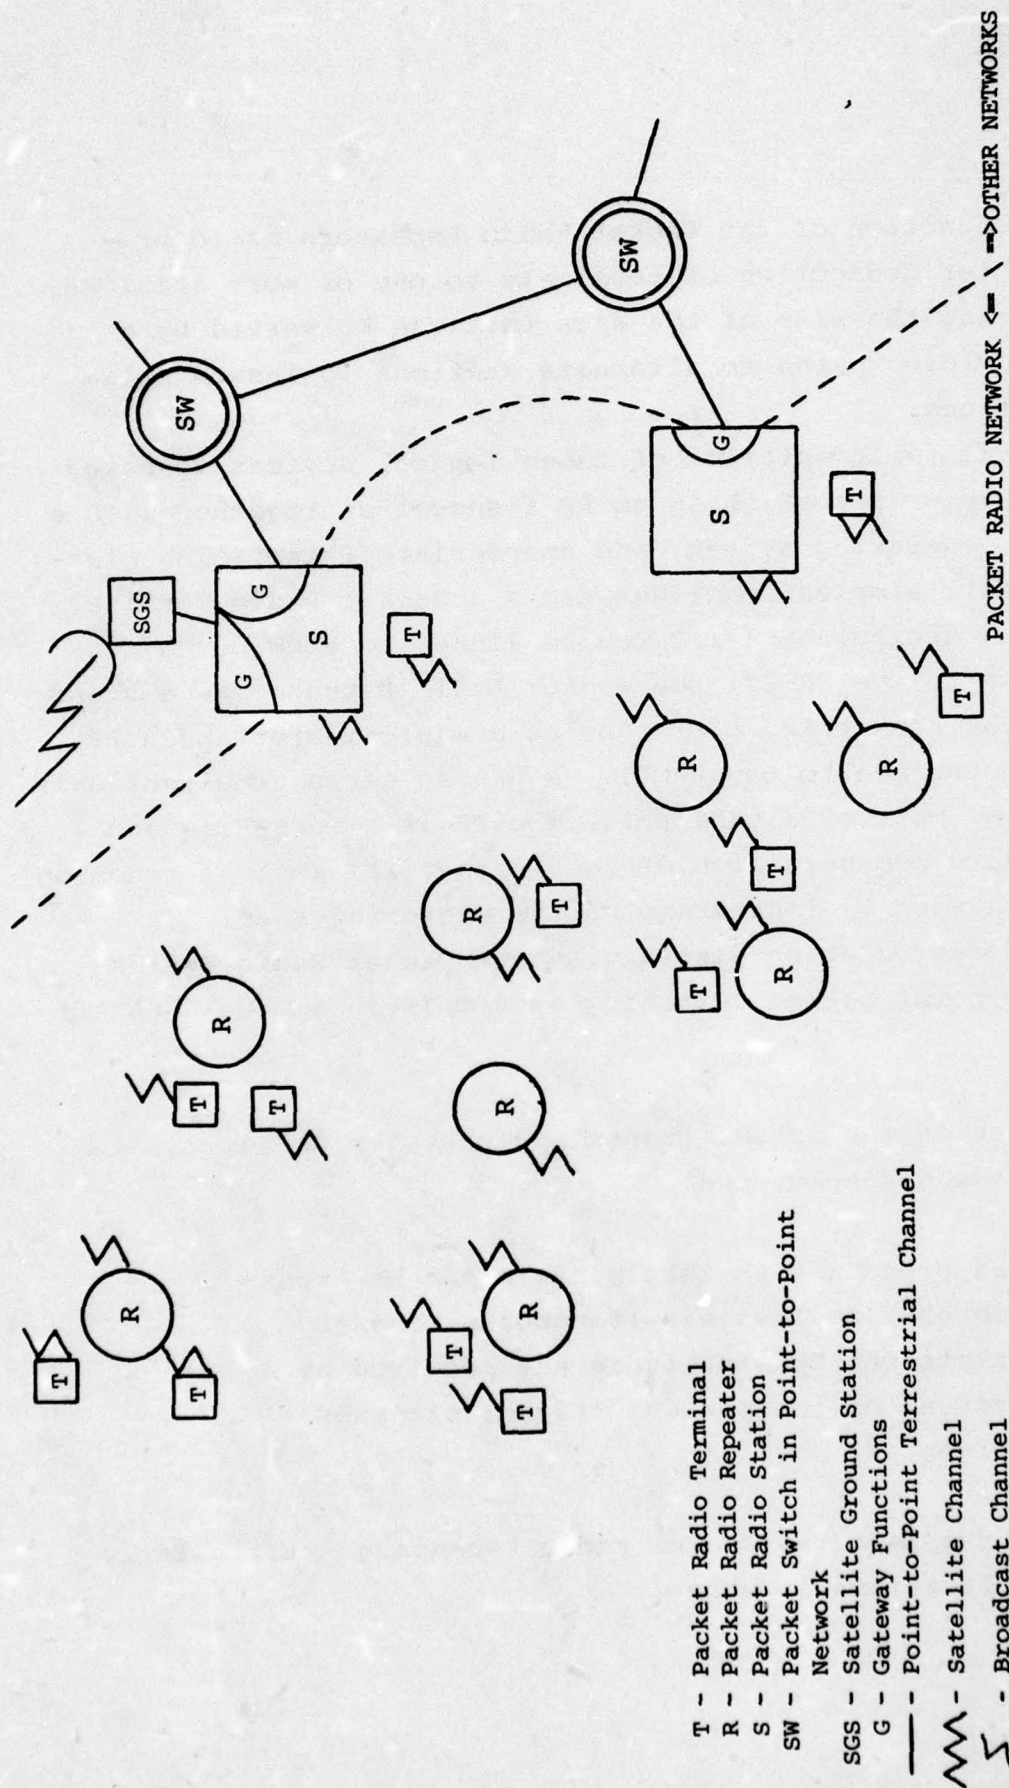 T
R
SGS
SW
T
T
R
G
G
T
S
T
T
R
R
T
R
T
SW
R
T
S
G
T
R
T
R
T
T - Packet Radio Terminal
R - Packet Radio Repeater
S - Packet Radio Station
SW - Packet Switch in Point-to-Point
Network
SGS - Satellite Ground Station
G - Gateway Functions
- Point-to-Point Terrestrial Channel
- Satellite Channel
- Broadcast Channel
PACKET RADIO NETWORK <= \ =>OTHER NETWORKS